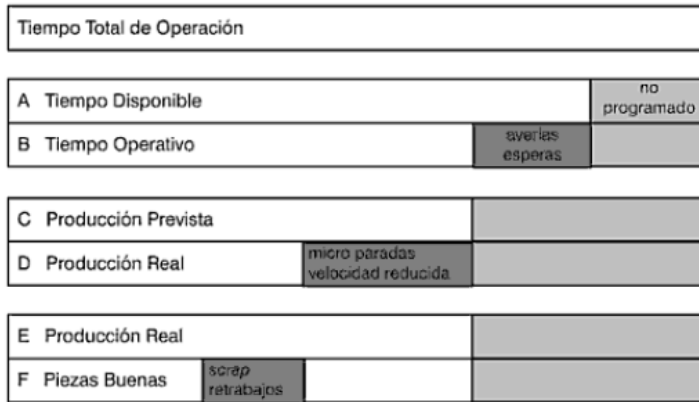 Tiempo Total de Operación
A Tiempo Disponible
no
programado
B Tiempo Operativo
averías
esperas
C Producción Prevista
D Producción Real
micro paradas
velocidad reducida
E Producción Real
F Piezas Buenas
scrap
retrabajos